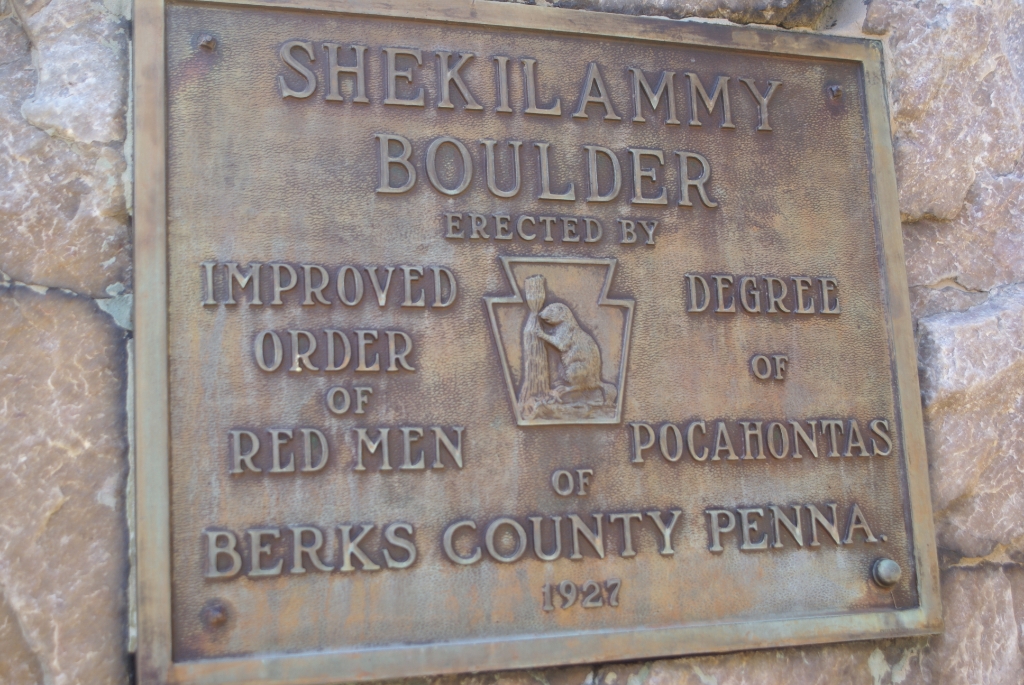 SHEKILAMMY
BOULDER
ERECTED BY
IMPROVED
ORDER
OF
RED MEN
DEGREE
OF
POCAHONTAS
OF
BERKS COUNTY PENNA.
1927